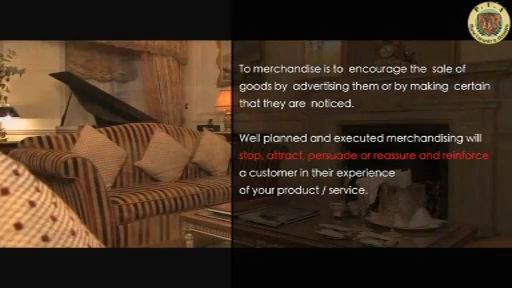 P.I.I
To merchandise is to encourage the sale of
goods by advertising them or by making certain
that they are noticed.
Well planned and executed merchandising will
stop, attract, persuade or reassure and reinforce
a customer in their experience
of your product / service.